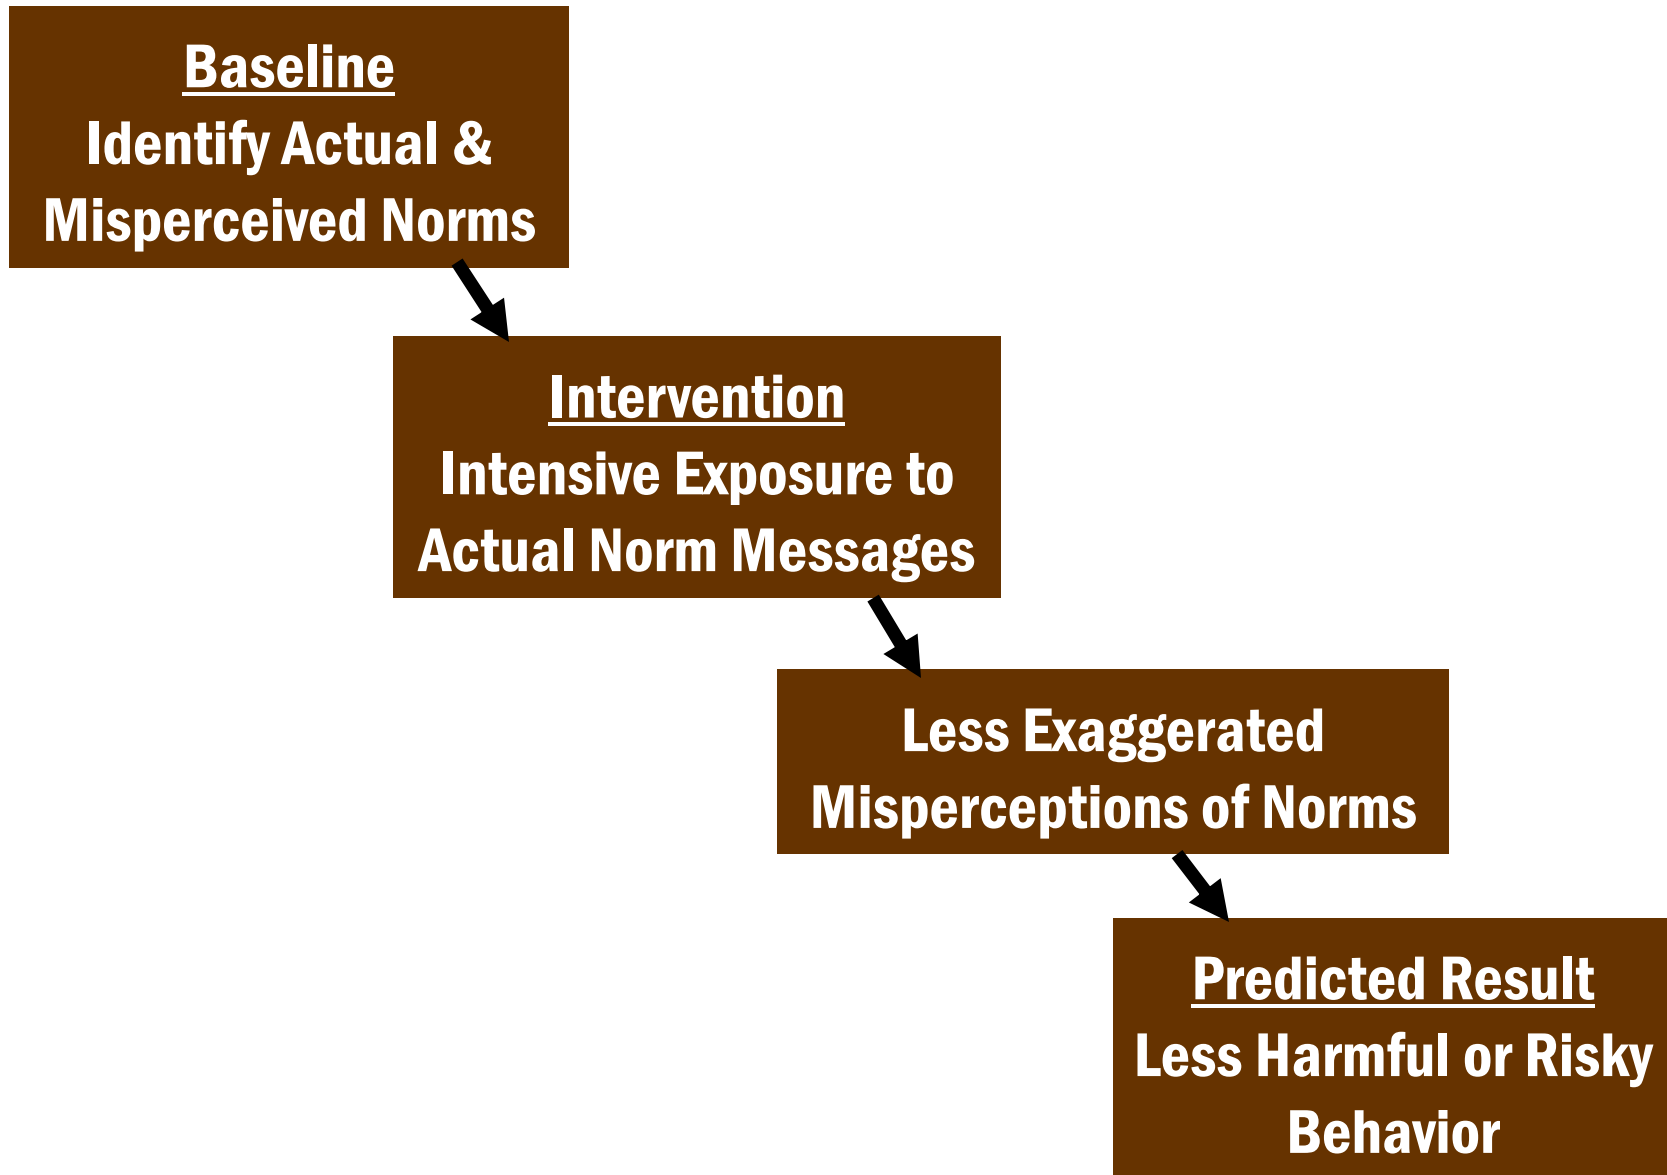 Baseline
Identify Actual &
Misperceived Norms
Intervention
Intensive Exposure to
Actual Norm Messages
Less Exaggerated
Misperceptions of Norms
Predicted Result
Less Harmful or Risky
Behavior